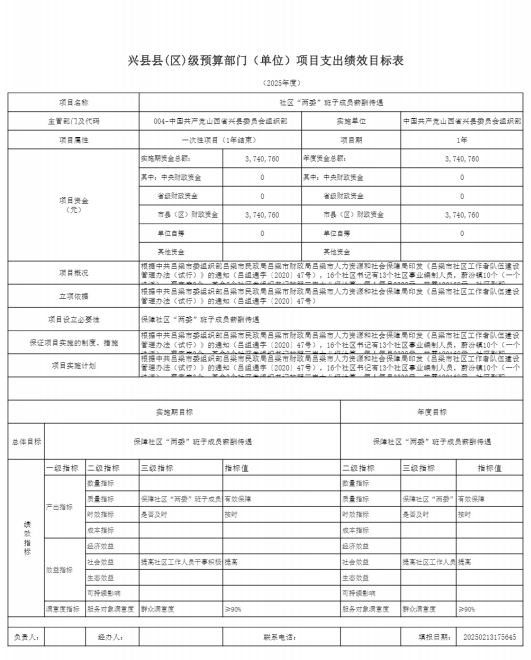 兴县县(区)级预算部门（单位）项目支出绩效目标表
（2025年度）
项目名称 社区“两委”班子成员薪酬待遇
主管部门及代码 004-中国共产党山西省兴县委员会组织部 实施单位 中国共产党山西省兴县委员会组织部
项目属性 一次性项目（1年结束） 项目期 1年
项目资金（元） 实施期资金总额： 3,740,760 年度资金总额： 3,740,760
其中：中央财政资金 0 其中：中央财政资金 0
省级财政资金 0 省级财政资金 0
市县（区）财政资金 3,740,760 市县（区）财政资金 3,740,760
单位自筹 0 单位自筹 0
其他资金 其他资金
项目概况 根据中共吕梁市委组织部吕梁市民政局吕梁市财政局吕梁市人力资源和社会保障局印发《吕梁市社区工作者队伍建设
管理办法（试行）》的通知（吕组通字〔2020〕47号），16个社区书记有13个社区事业编制人员，蔚汾镇10个（一个
立项依据 根据中共吕梁市委组织部吕梁市民政局吕梁市财政局吕梁市人力资源和社会保障局印发《吕梁市社区工作者队伍建设
管理办法（试行）》的通知（吕组通字〔2020〕47号）
项目设立必要性 保障社区“两委”班子成员薪酬待遇
保证项目实施的制度、措施 根据中共吕梁市委组织部吕梁市民政局吕梁市财政局吕梁市人力资源和社会保障局印发《吕梁市社区工作者队伍建设
管理办法（试行）》的通知（吕组通字〔2020〕47号），16个社区书记有13个社区事业编制人员，蔚汾镇10个（一个
项目实施计划 根据中共吕梁市委组织部吕梁市民政局吕梁市财政局吕梁市人力资源和社会保障局印发《吕梁市社区工作者队伍建设
管理办法（试行）》的通知（吕组通字〔2020〕47号），16个社区书记有13个社区事业编制人员，蔚汾镇10个（一个
实施期目标 年度目标
总体目标 保障社区“两委”班子成员薪酬待遇 保障社区“两委”班子成员薪酬待遇
绩效指标 一级指标 二级指标 三级指标 指标值 二级指标 三级指标 指标值
产出指标 数量指标 数量指标
质量指标 保障社区“两委”班子成员 有效保障 质量指标 保障社区“两委” 有效保障
时效指标 是否及时 按时 时效指标 是否及时 按时
成本指标 成本指标
效益指标 经济效益 经济效益
社会效益 提高社区工作人员干事积极 提高 社会效益 提高社区工作人员 提高
生态效益 生态效益
可持续影响 可持续影响
满意度指标 服务对象满意度 群众满意度 ≥90% 服务对象满意度 群众满意度 ≥90%
负责人： 经办人： 联系电话： 填报日期： 20250213175645